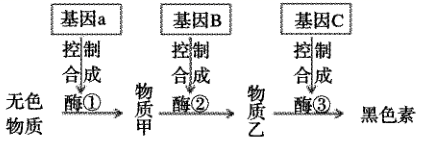 基因a 基因B 基因C
控制 控制 控制
合成 合成 合成
无色物质 酶① 物质甲 酶② 物质乙 酶③ 黑色素